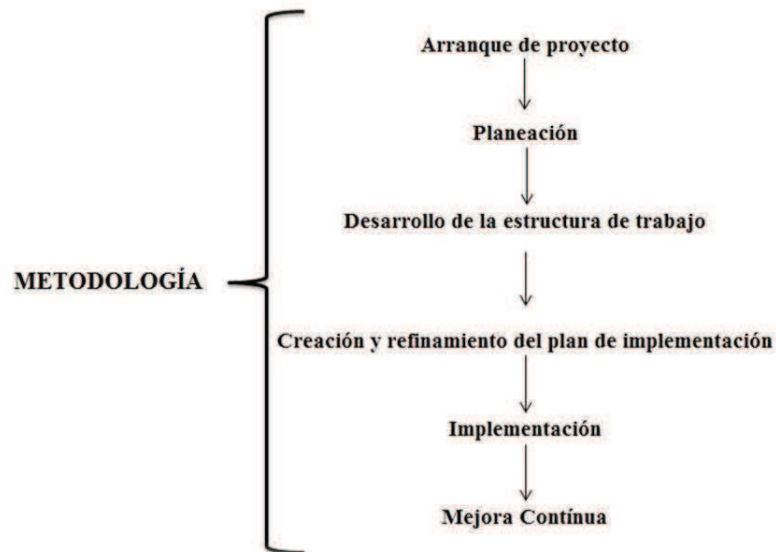 Arranque de proyecto
Planeación
Desarrollo de la estructura de trabajo
METODOLOGÍA
Creación y refinamiento del plan de implementación
Implementación
Mejora Contínua